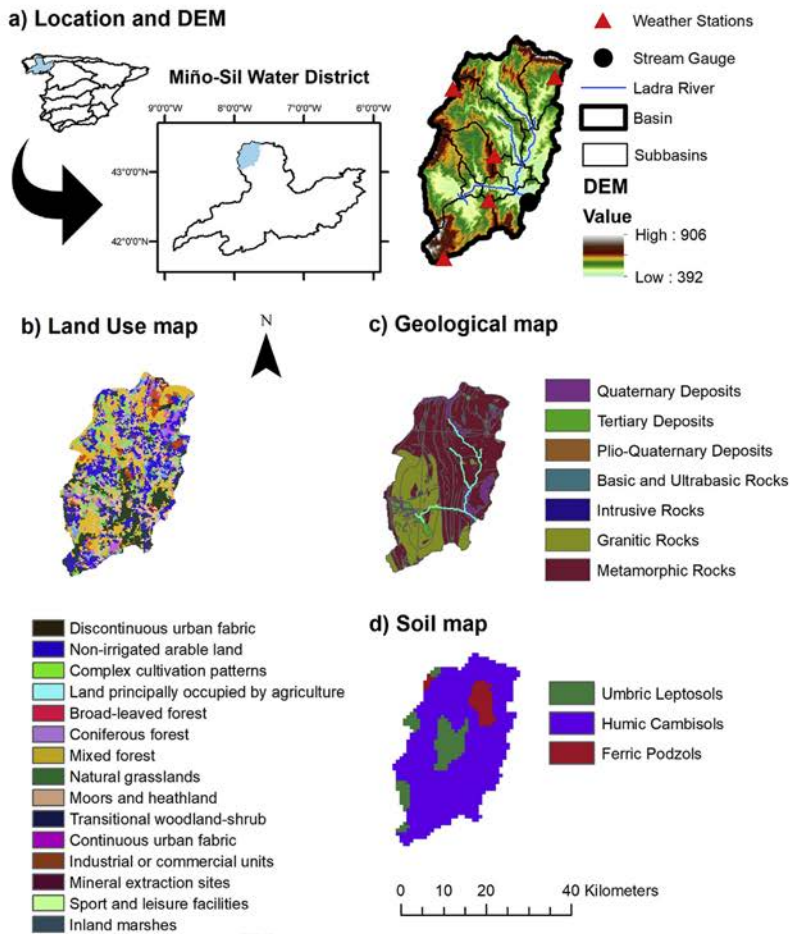 a) Location and DEM
Miño-Sil Water District
9°0'0"W
8°0'0"W
7°0'0"W
6°0'0"W
43°0'0"N
42°0'0"N
Weather Stations
Stream Gauge
Ladra River
Basin
Subbasins
DEM
Value
High : 906
Low : 392
b) Land Use map
N
c) Geological map
Quaternary Deposits
Tertiary Deposits
Plio-Quaternary Deposits
Basic and Ultrabasic Rocks
Intrusive Rocks
Granitic Rocks
Metamorphic Rocks
Discontinuous urban fabric
Non-irrigated arable land
Complex cultivation patterns
Land principally occupied by agriculture
Broad-leaved forest
Coniferous forest
Mixed forest
Natural grasslands
Moors and heathland
Transitional woodland-shrub
Continuous urban fabric
Industrial or commercial units
Mineral extraction sites
Sport and leisure facilities
Inland marshes
d) Soil map
Umbric Leptosols
Humic Cambisols
Ferric Podzols
0 10 20 40 Kilometers